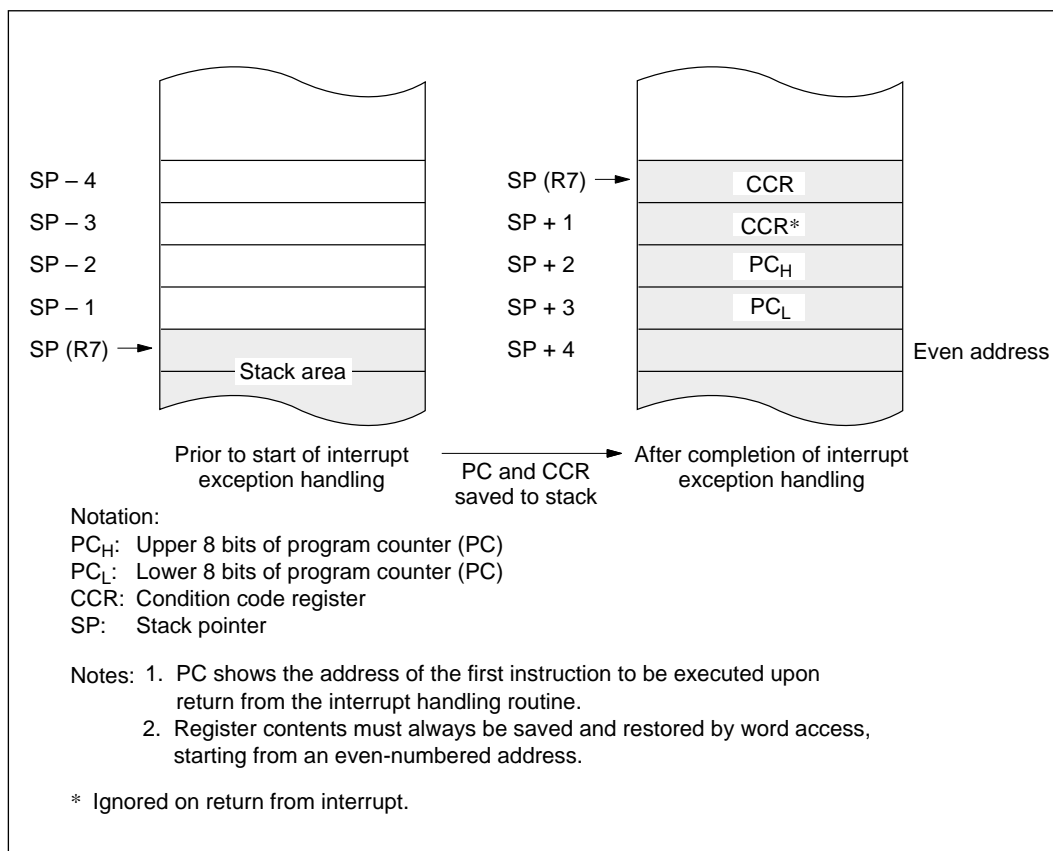 SP – 4
SP – 3
SP – 2
SP – 1
SP (R7)
Stack area
SP (R7)
SP + 1
SP + 2
SP + 3
SP + 4
CCR
CCR*
PCH
PCL
Even address
Prior to start of interrupt
exception handling
PC and CCR
saved to stack
After completion of interrupt
exception handling
Notation:
PCH: Upper 8 bits of program counter (PC)
PCL: Lower 8 bits of program counter (PC)
CCR: Condition code register
SP: Stack pointer
Notes: 1. PC shows the address of the first instruction to be executed upon
return from the interrupt handling routine.
2. Register contents must always be saved and restored by word access,
starting from an even-numbered address.
* Ignored on return from interrupt.